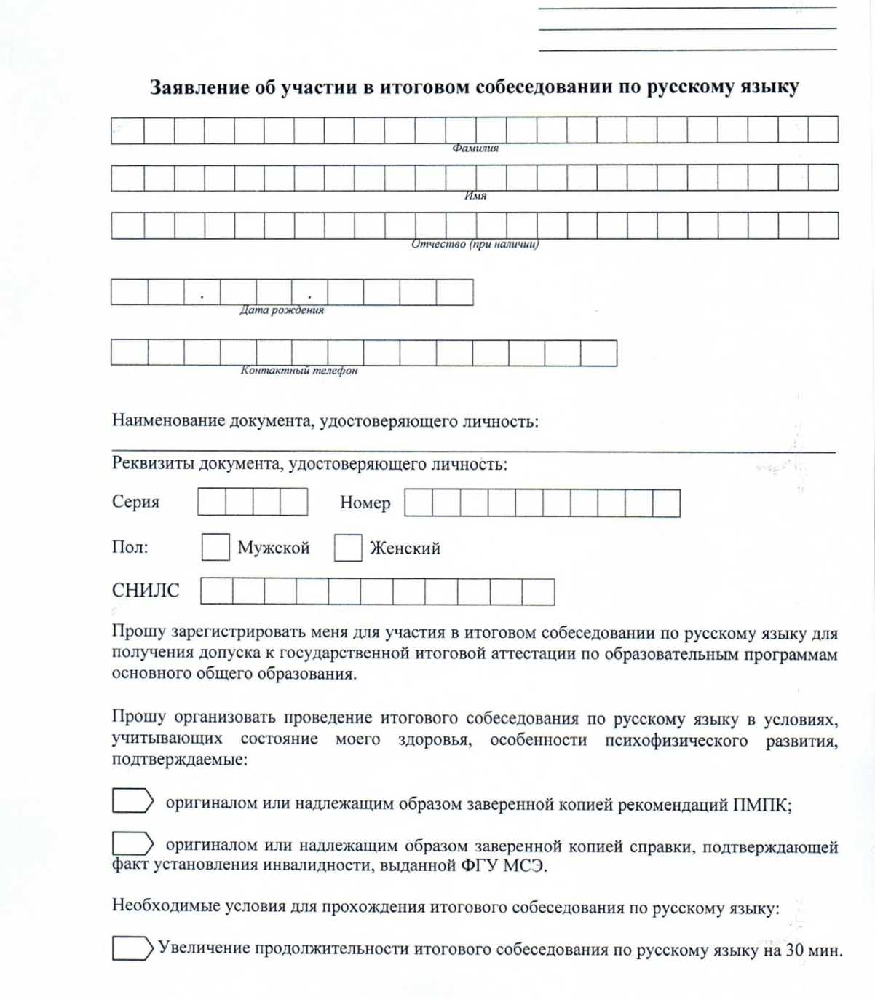 Заявление об участии в итоговом собеседовании по русскому языку
Фамилия
Имя
Отчество (при наличии)
. .
Дата рождения
Контактный телефон
Наименование документа, удостоверяющего личность:
Реквизиты документа, удостоверяющего личность:
Серия Номер
Пол: Мужской Женский
СНИЛС
Прошу зарегистрировать меня для участия в итоговом собеседовании по русскому языку для
получения допуска к государственной итоговой аттестации по образовательным программам
основного общего образования.
Прошу организовать проведение итогового собеседования по русскому языку в условиях,
учитывающих состояние моего здоровья, особенности психофизического развития,
подтверждаемые:
оригиналом или надлежащим образом заверенной копией рекомендаций ПМПК;
оригиналом или надлежащим образом заверенной копией справки, подтверждающей
факт установления инвалидности, выданной ФГУ МСЭ.
Необходимые условия для прохождения итогового собеседования по русскому языку:
Увеличение продолжительности итогового собеседования по русскому языку на 30 мин.